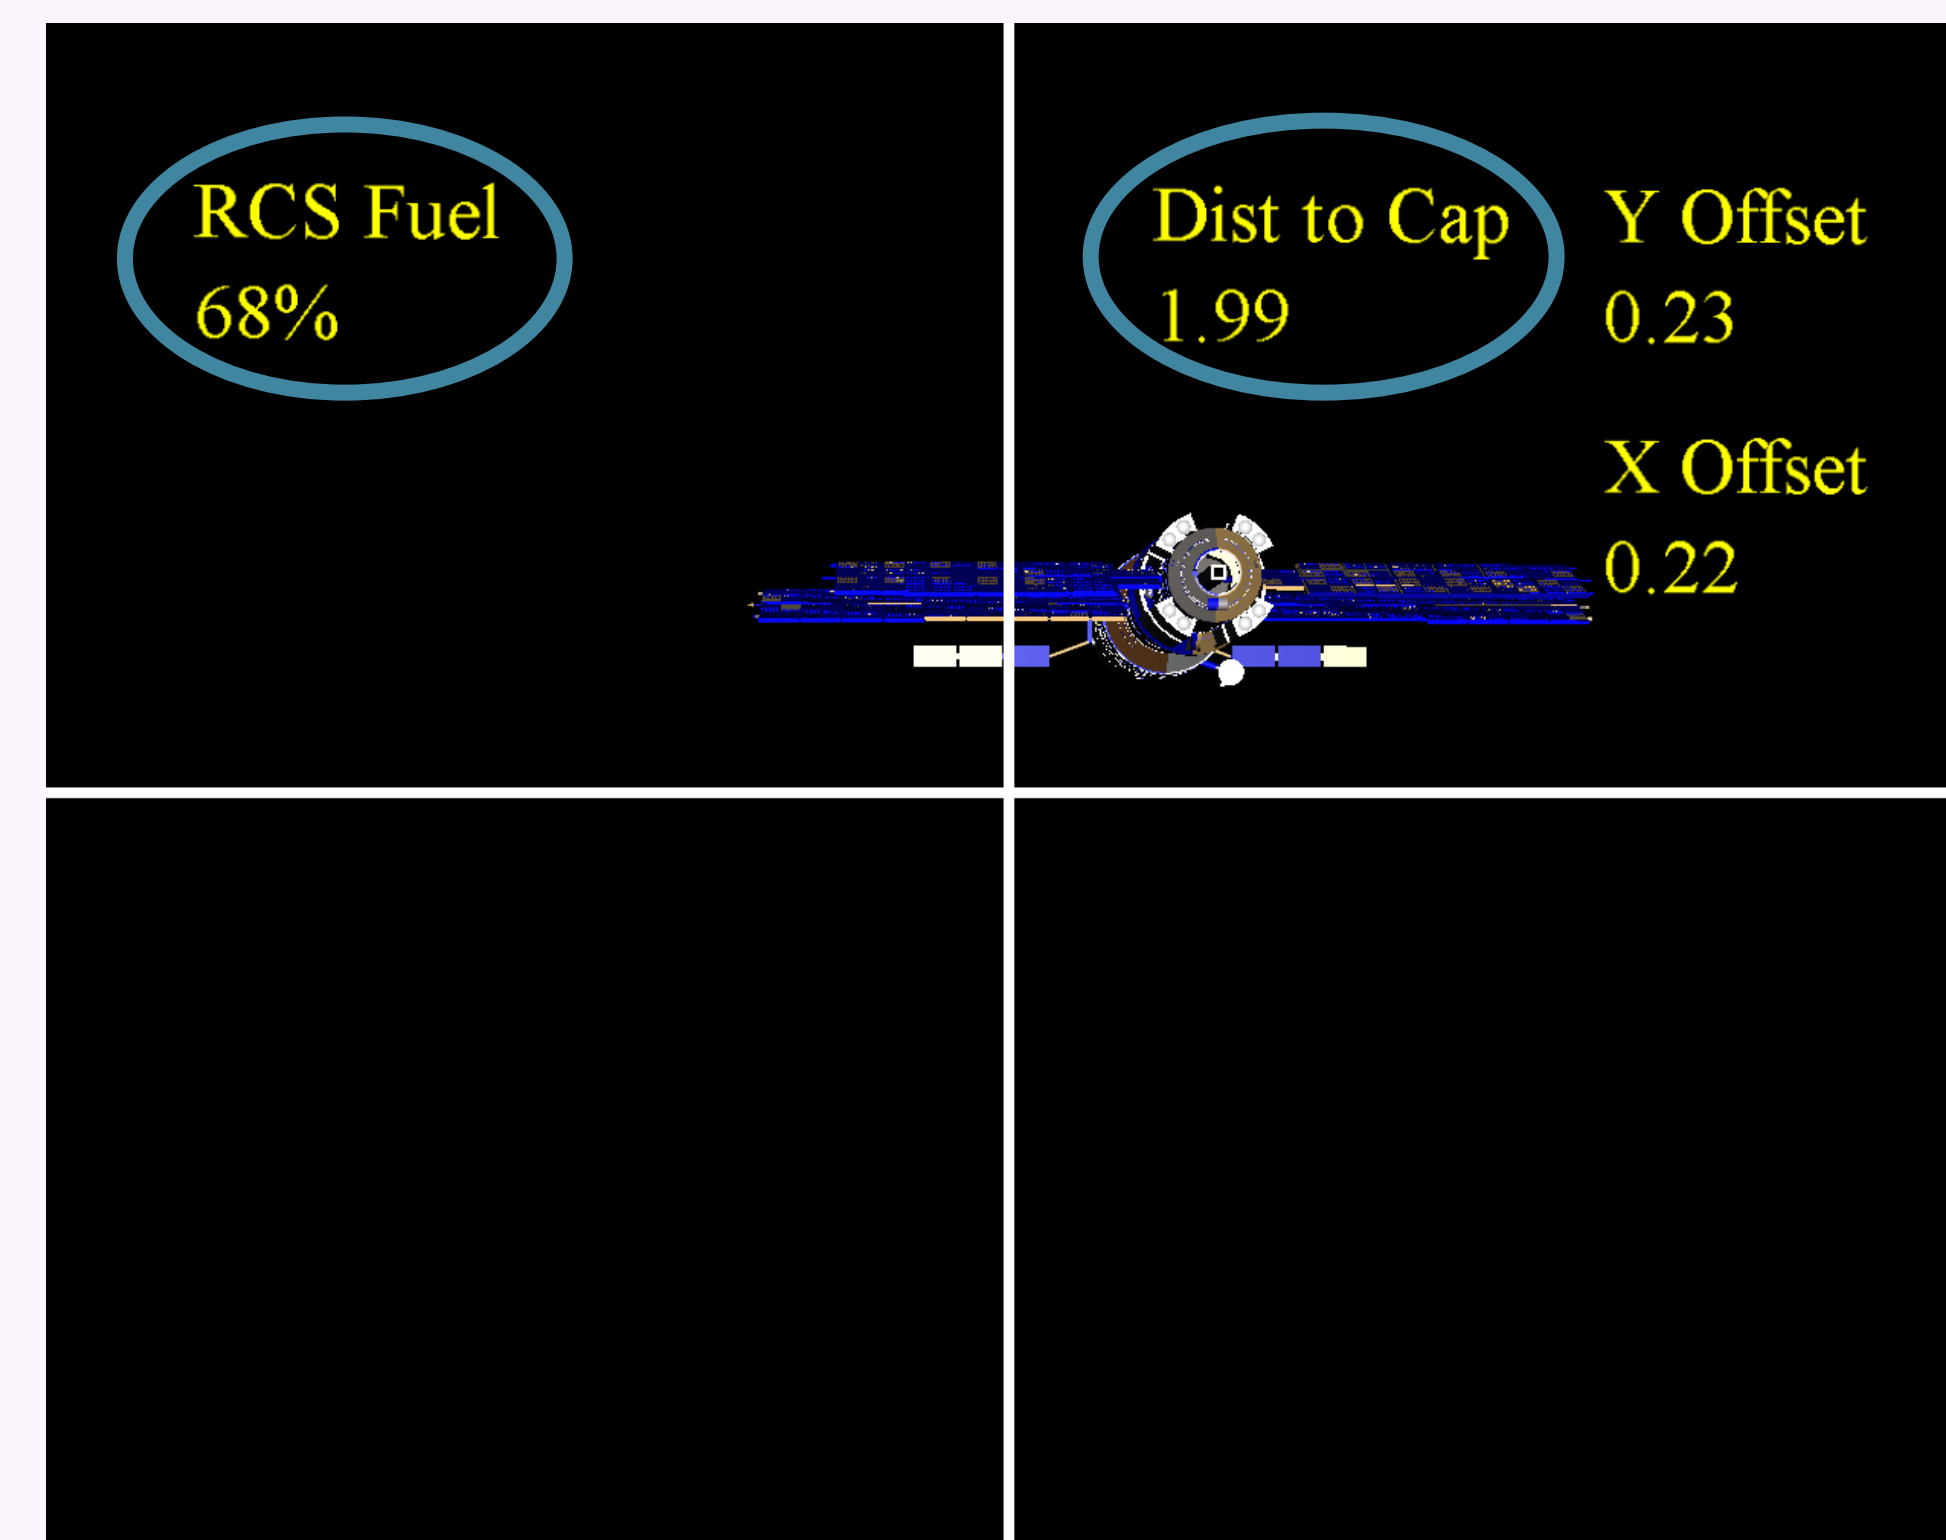 RCS Fuel
68%
Dist to Cap
1.99
Y Offset
0.23
X Offset
0.22